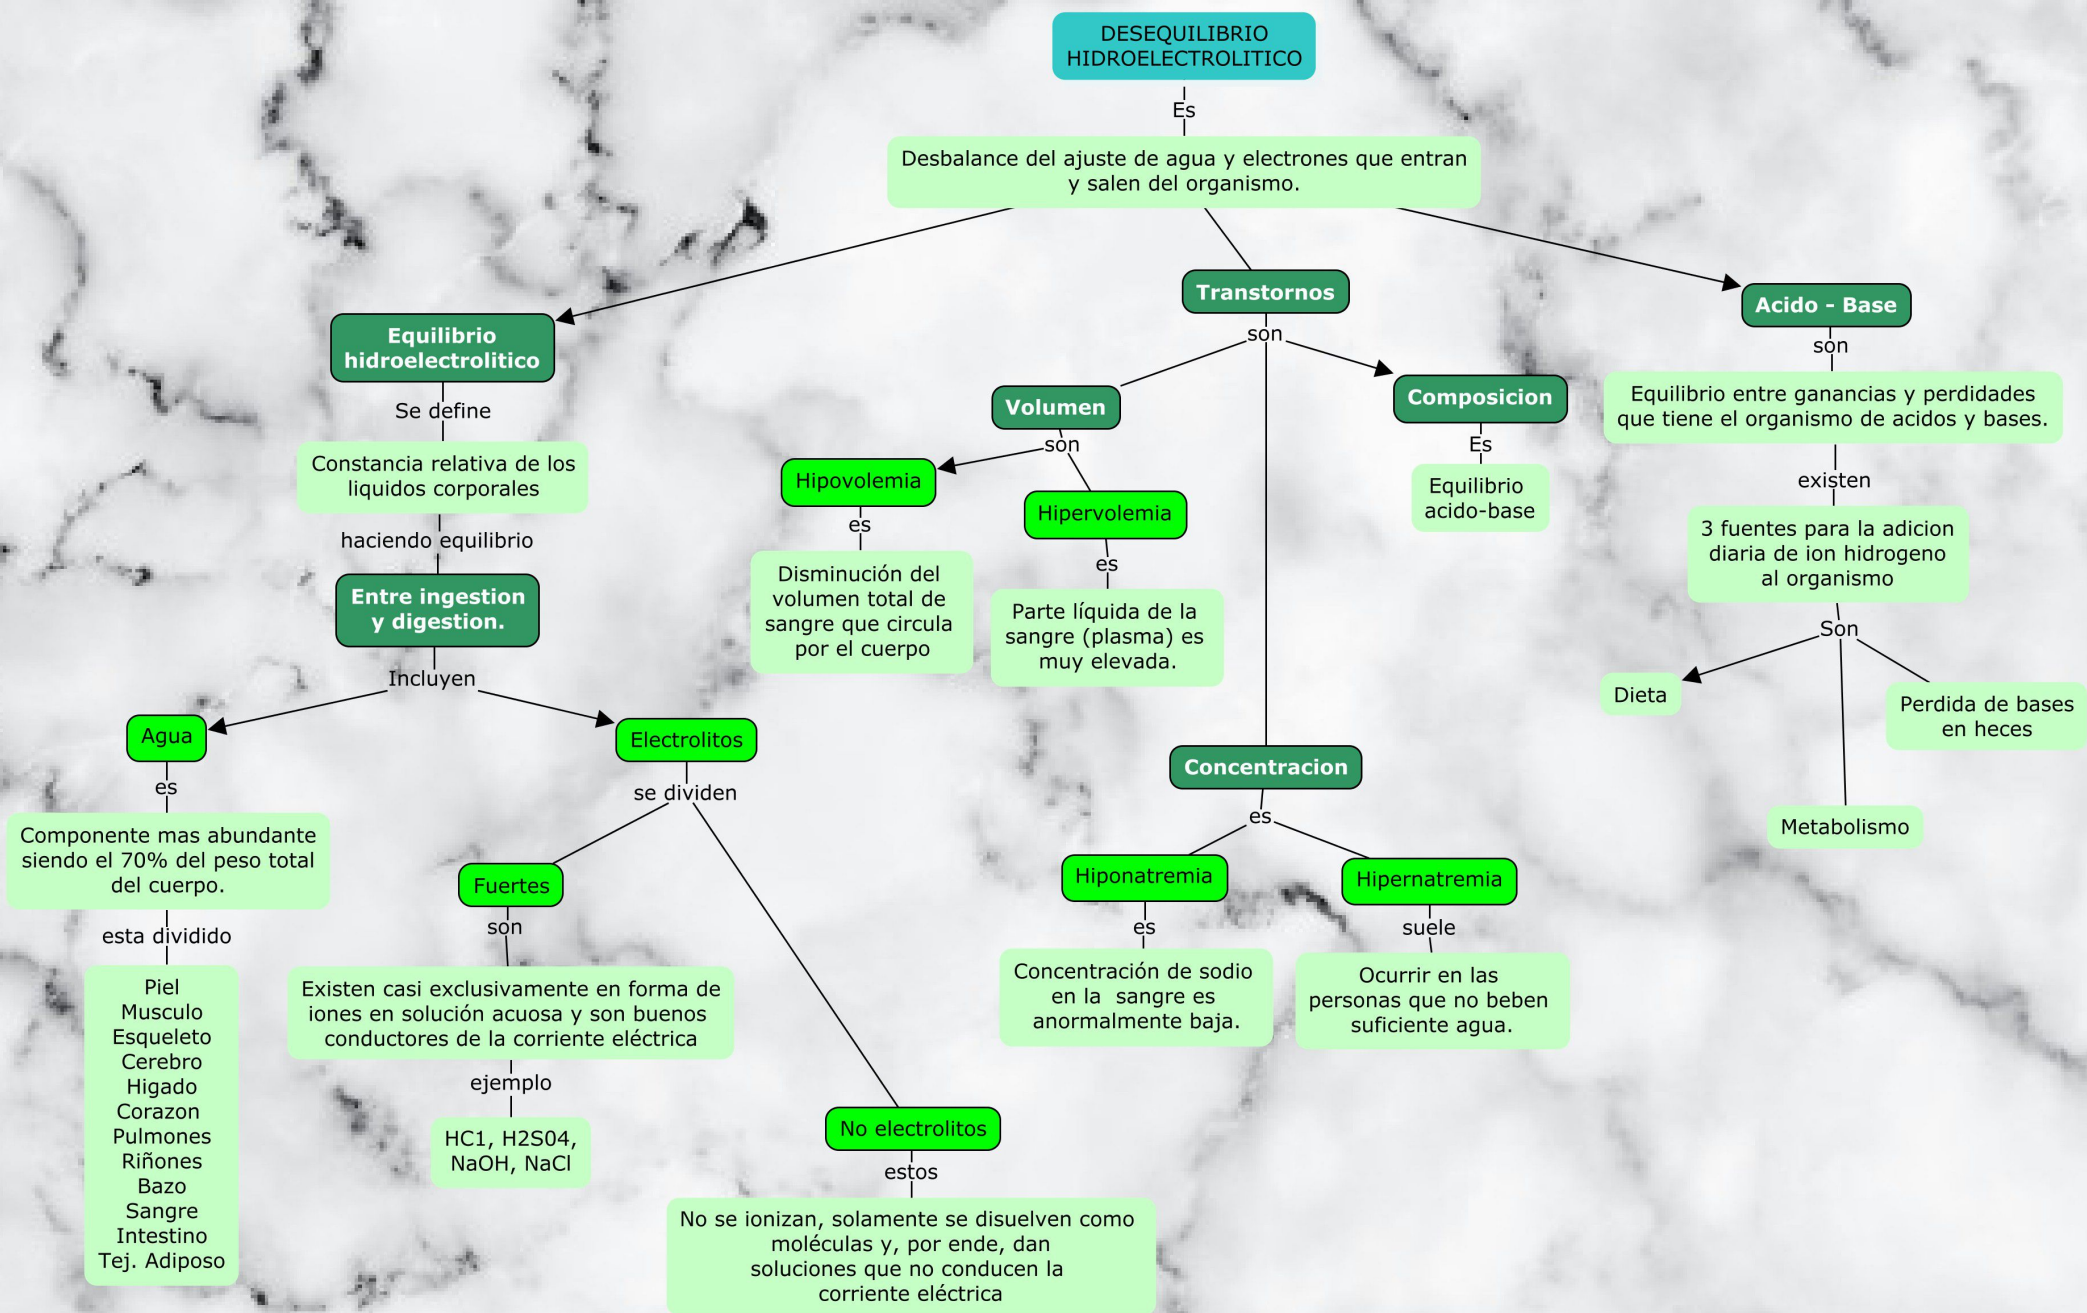 DESEQUILIBRIO
HIDROELECTROLITICO
Es
Desbalance del ajuste de agua y electrones que entran
y salen del organismo.
Equilibrio
hidroelectrolitico
Se define
Constancia relativa de los
liquidos corporales
haciendo equilibrio
Entre ingestion
y digestion.
Incluyen
Agua
es
Componente mas abundante
siendo el 70% del peso total
del cuerpo.
esta dividido
Piel
Musculo
Esqueleto
Cerebro
Higado
Corazon
Pulmones
Riñones
Bazo
Sangre
Intestino
Tej. Adiposo
Electrolitos
se dividen
Fuertes
son
Existen casi exclusivamente en forma de
iones en solución acuosa y son buenos
conductores de la corriente eléctrica
ejemplo
HC1, H2S04,
NaOH, NaCl
No electrolitos
estos
No se ionizan, solamente se disuelven como
moléculas y, por ende, dan
soluciones que no conducen la
corriente eléctrica
Transtornos
son
Volumen
son
Hipovolemia
es
Disminución del
volumen total de
sangre que circula
por el cuerpo
Hipervolemia
es
Parte líquida de la
sangre (plasma) es
muy elevada.
Concentracion
es
Hiponatremia
es
Concentración de sodio
en la sangre es
anormalmente baja.
Hipernatremia
suele
Ocurrir en las
personas que no beben
suficiente agua.
Composicion
Es
Equilibrio
acido-base
Acido - Base
son
Equilibrio entre ganancias y perdidades
que tiene el organismo de acidos y bases.
existen
3 fuentes para la adicion
diaria de ion hidrogeno
al organismo
Son
Dieta
Metabolismo
Perdida de bases
en heces